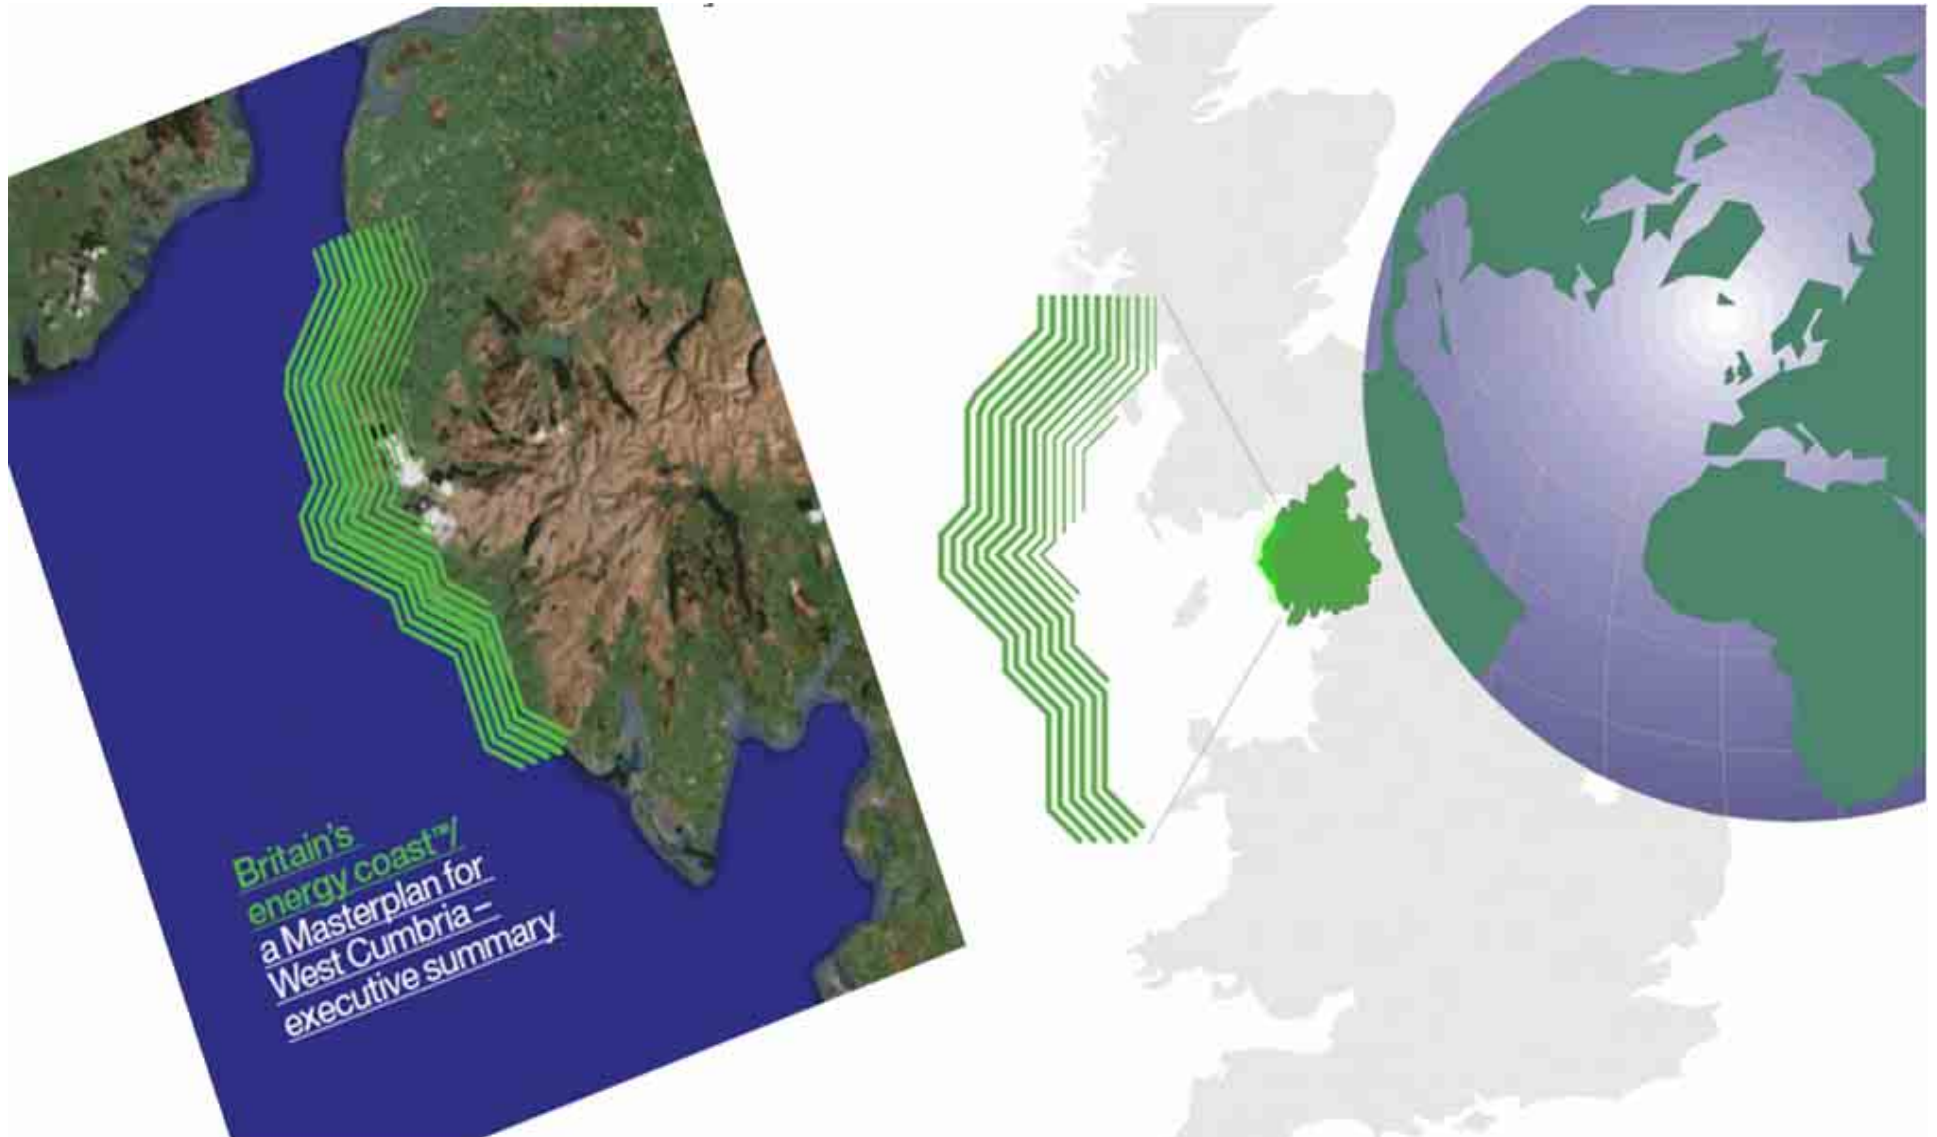 Britain's
energy coast™/
a Masterplan for
West Cumbria –
executive summary